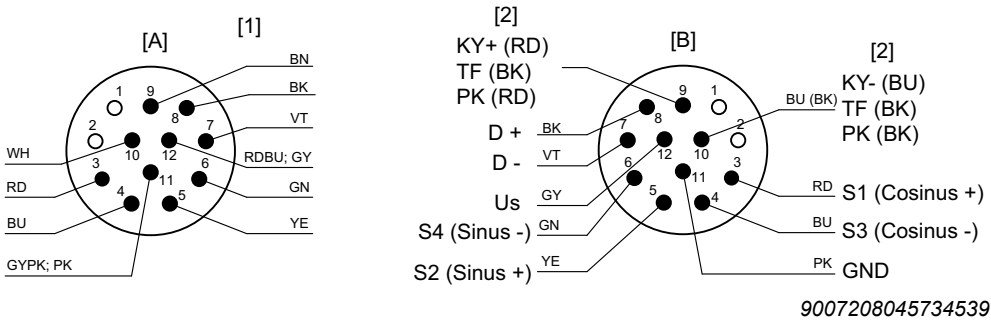 [A]
[1]
BN
BK
VT
RDBU; GY
GN
YE
WH
RD
BU
GYPK; PK
1
9
8
2
7
10
12
3
6
11
4
5
[2]
KY+ (RD)
TF (BK)
PK (RD)
[B]
[2]
KY- (BU)
TF (BK)
PK (BK)
BU (BK)
D + BK
D - VT
Us GY
S4 (Sinus -) GN
S2 (Sinus +) YE
RD S1 (Cosinus +)
BU S3 (Cosinus -)
PK GND
9
1
8
7
2
12
10
6
3
11
5
4
9007208045734539